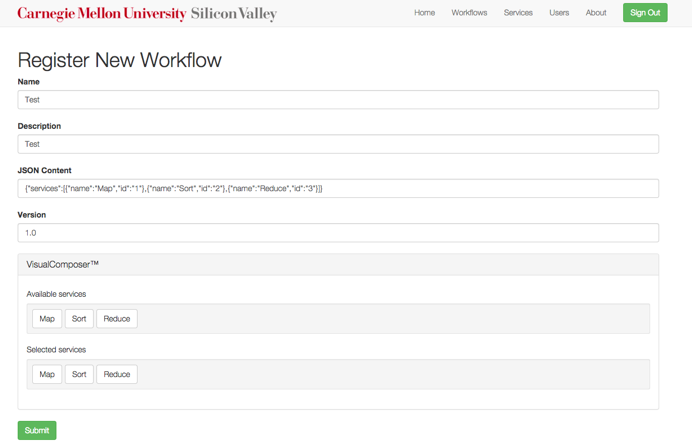 Carnegie Mellon University Silicon Valley
Home Workflows Services Users About Sign Out
Register New Workflow
Name
Test
Description
Test
JSON Content
{"services":[{"name":"Map","id":"1"},{"name":"Sort","id":"2"},{"name":"Reduce","id":"3"}]}
Version
1.0
VisualComposer™
Available services
Map Sort Reduce
Selected services
Map Sort Reduce
Submit